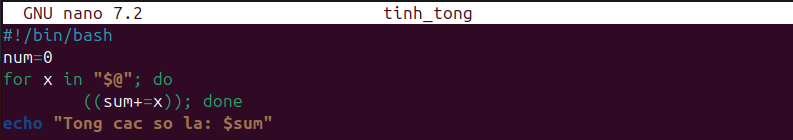 GNU nano 7.2 tinh_tong
#!/bin/bash
num=0
for x in "$@"; do
        ((sum+=x)); done
echo "Tong cac so la: $sum"